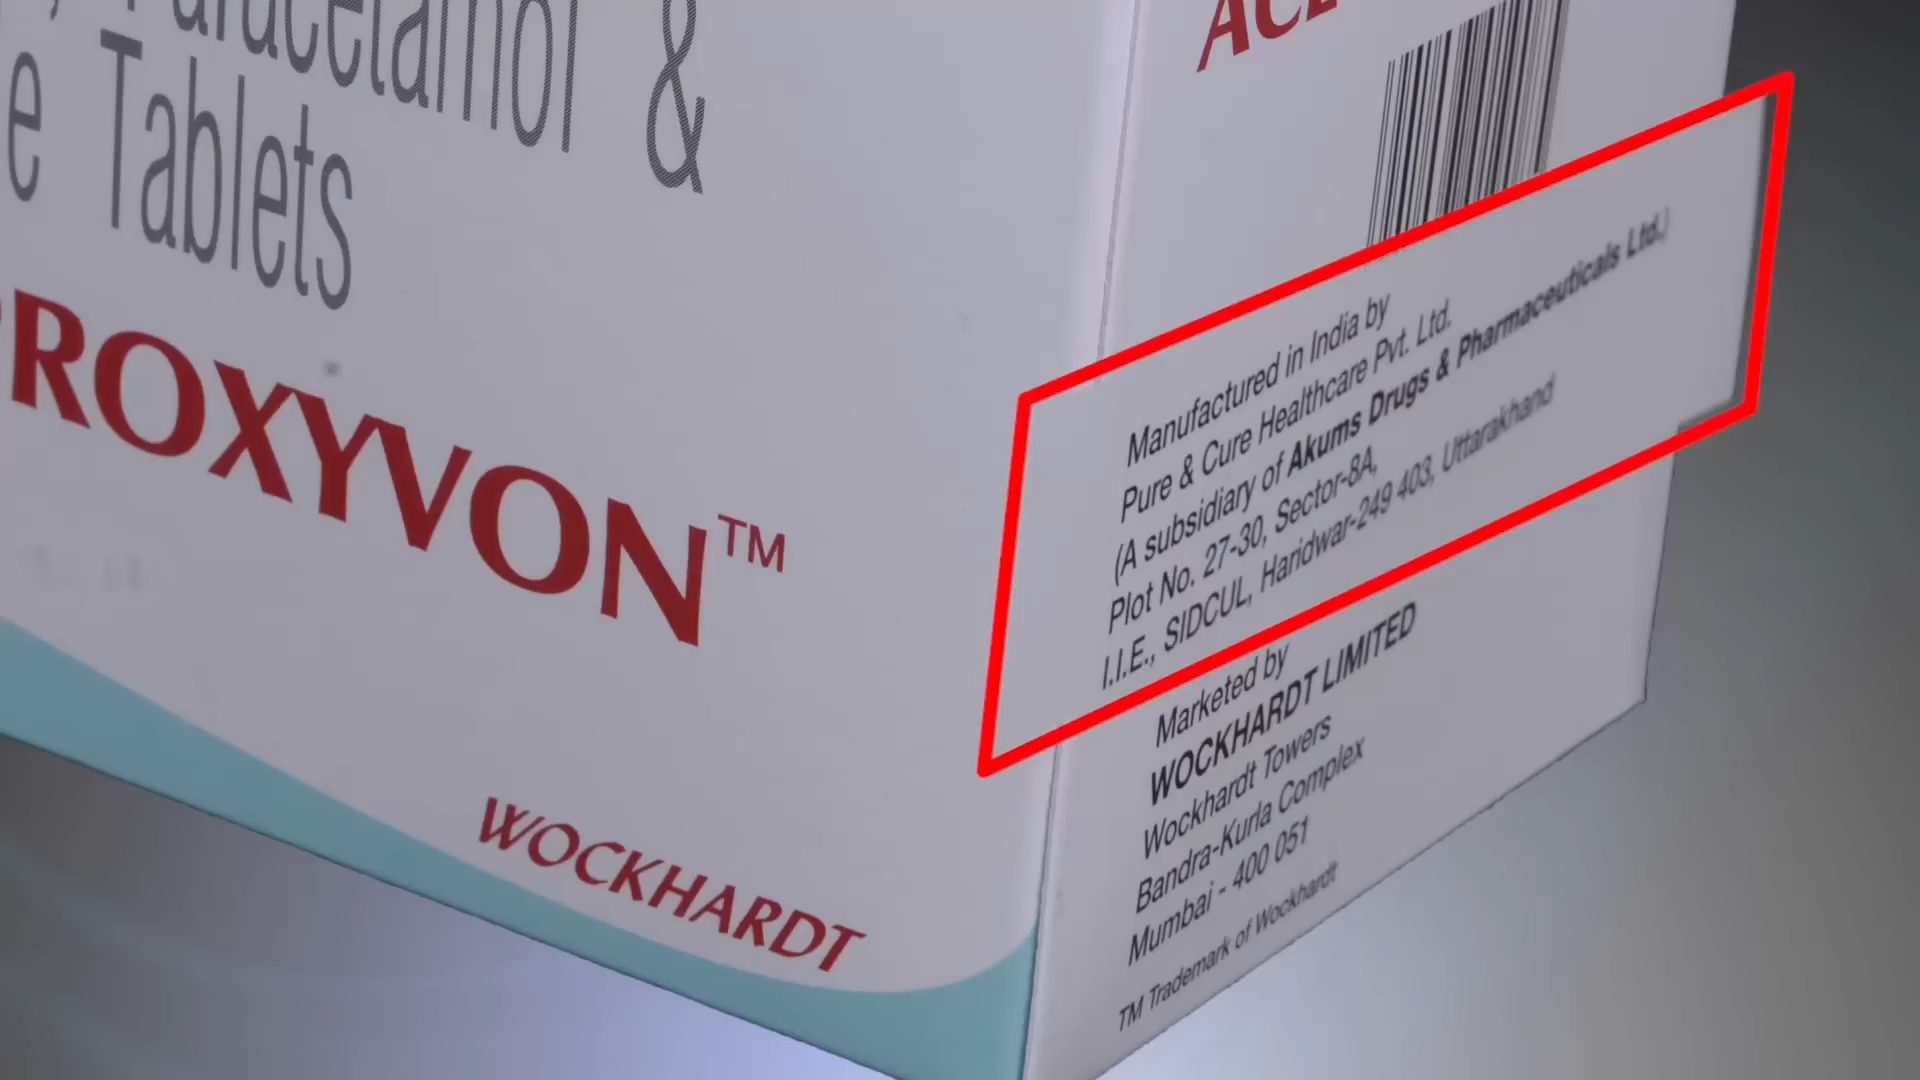 Paracetamol &
e Tablets
ROXYVON™
WOCKHARDT
Manufactured in India by
Pure & Cure Healthcare Pvt. Ltd.
(A subsidiary of Akums Drugs & Pharmaceuticals Ltd.)
Plot No. 27-30, Sector-8A,
I.I.E., SIDCUL, Haridwar-249 403, Uttarakhand
Marketed by
WOCKHARDT LIMITED
Wockhardt Towers
Bandra-Kurla Complex
Mumbai - 400 051
TM Trademark of Wockhardt